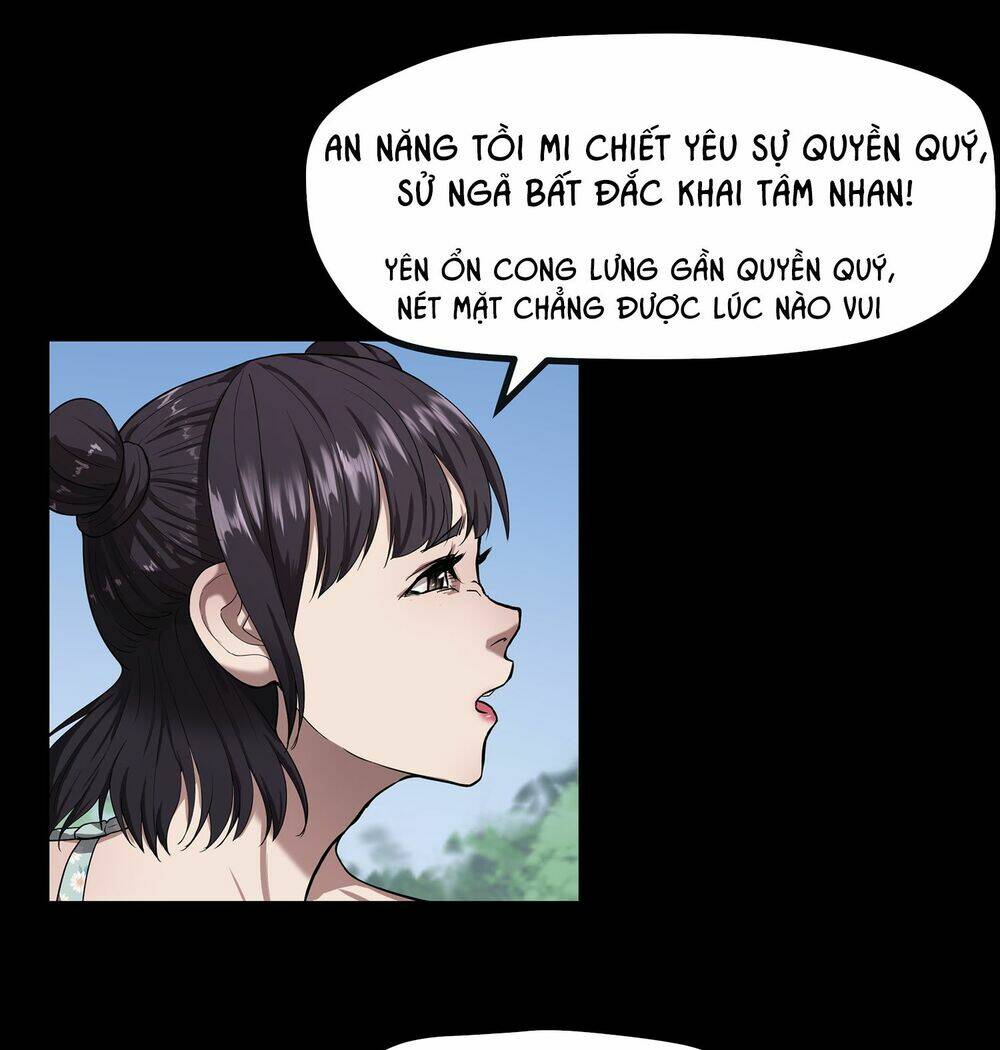 AN NĂNG TỒI MI CHIẾT YÊU SỰ QUYỀN QUÝ,
SỬ NGÃ BẤT ĐẮC KHAI TÂM NHAN!
YÊN ỔN CONG LƯNG GẦN QUYỀN QUÝ,
NÉT MẶT CHẲNG ĐƯỢC LÚC NÀO VUI